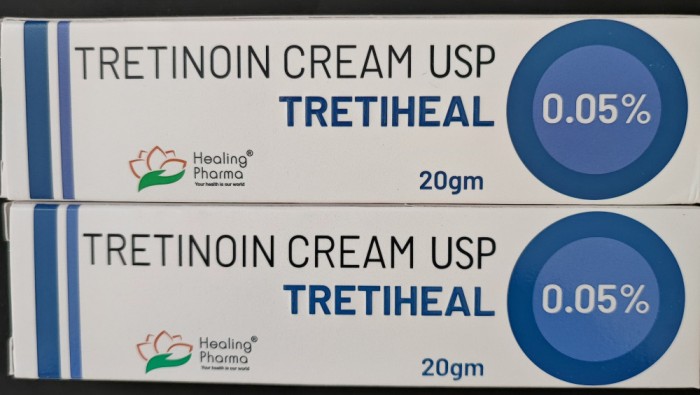 TRETINOIN CREAM USP
TRETIHEAL
0.05%
Healing®
Pharma
Your health is our world
20gm
TRETINOIN CREAM USP
TRETIHEAL
0.05%
Healing®
Pharma
Your health is our world
20gm